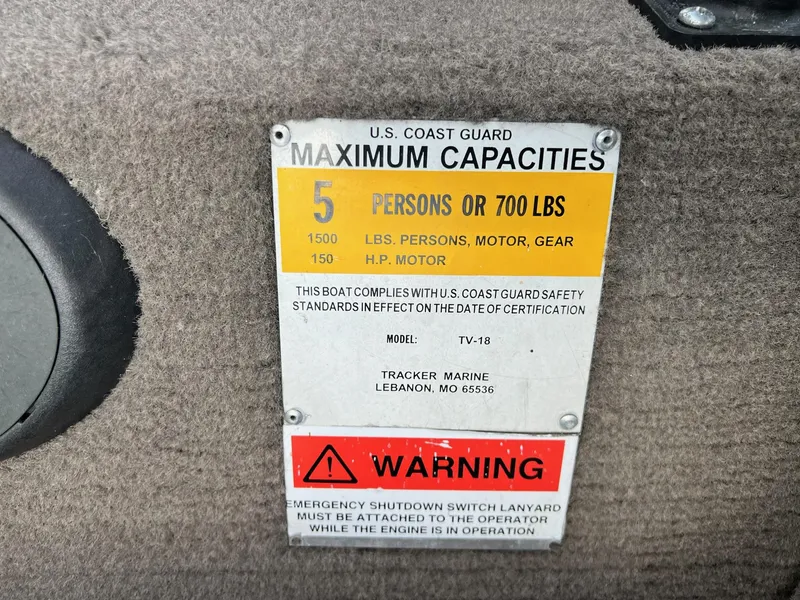 U.S. COAST GUARD
MAXIMUM CAPACITIES
5 PERSONS OR 700 LBS
1500 LBS. PERSONS, MOTOR, GEAR
150 H.P. MOTOR
THIS BOAT COMPLIES WITH U.S. COAST GUARD SAFETY
STANDARDS IN EFFECT ON THE DATE OF CERTIFICATION
MODEL: TV-18
TRACKER MARINE
LEBANON, MO 65536
WARNING
EMERGENCY SHUTDOWN SWITCH LANYARD
MUST BE ATTACHED TO THE OPERATOR
WHILE THE ENGINE IS IN OPERATION